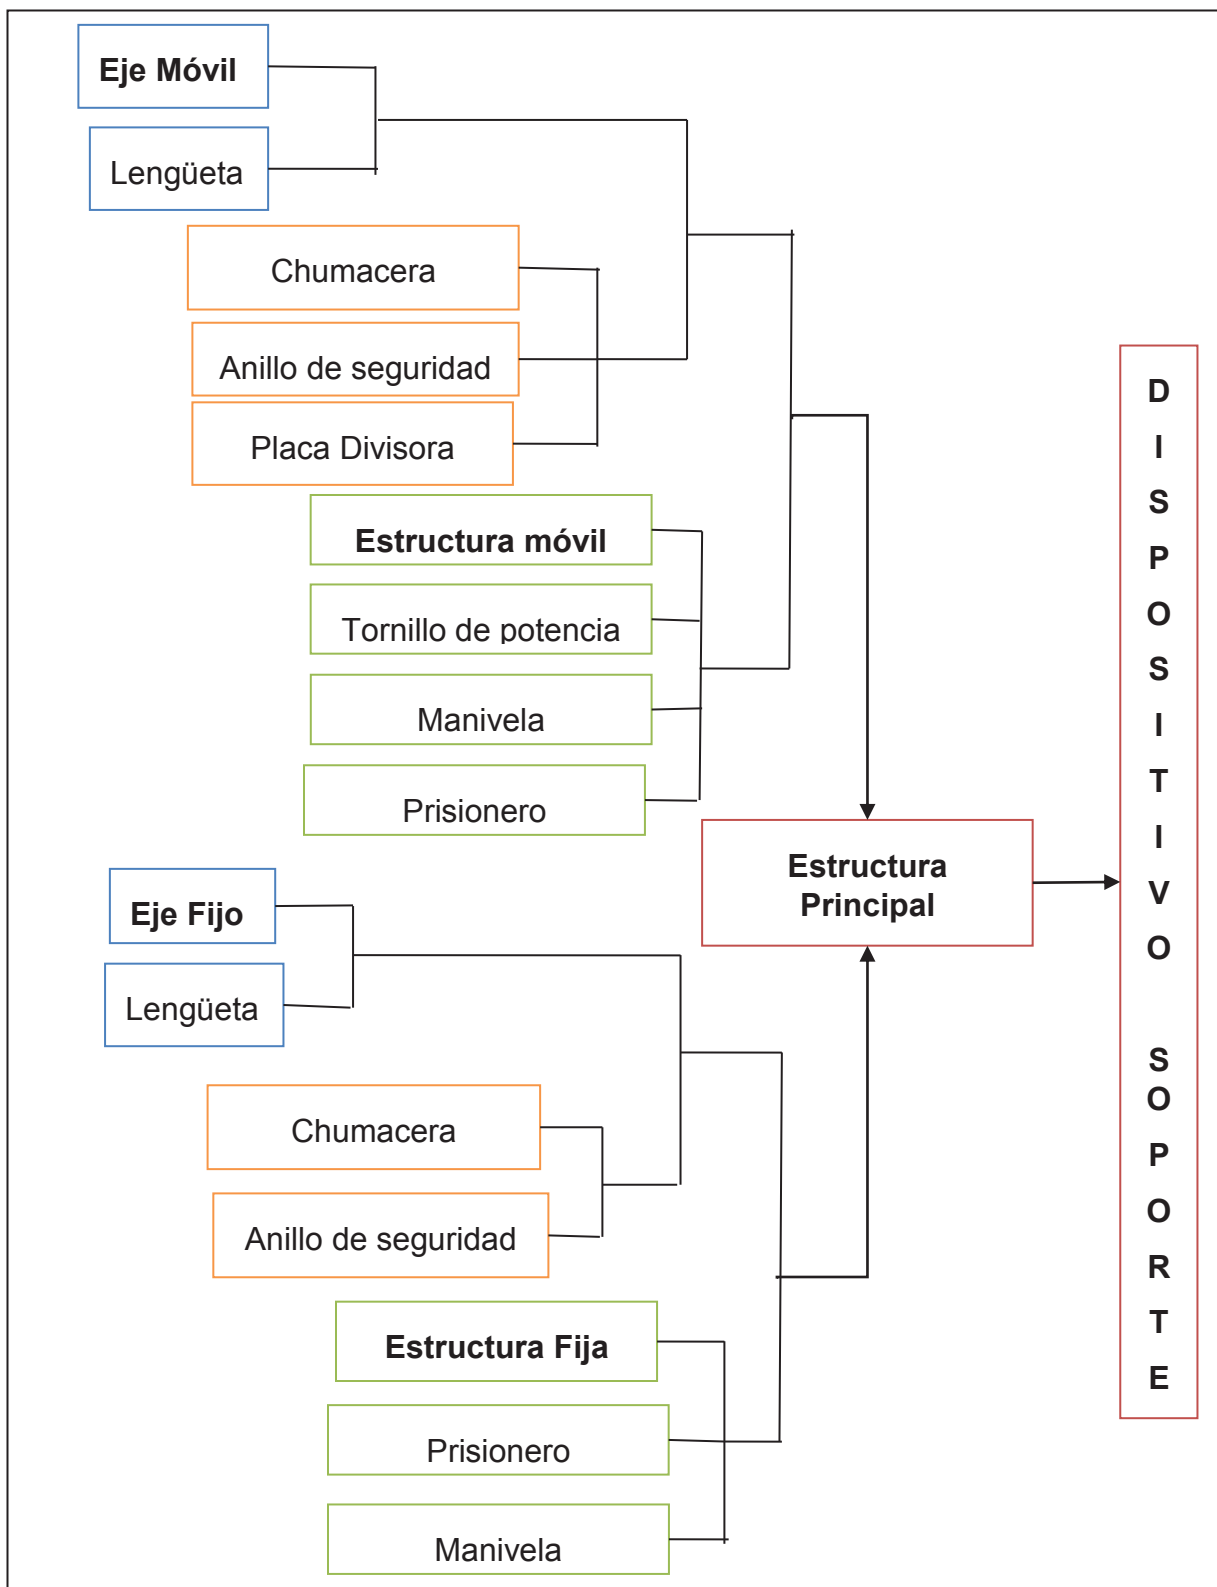 Eje Móvil
Lengüeta
Chumacera
Anillo de seguridad
Placa Divisora
Estructura móvil
Tornillo de potencia
Manivela
Prisionero
Eje Fijo
Lengüeta
Chumacera
Anillo de seguridad
Estructura Fija
Prisionero
Manivela
Estructura
Principal
D
I
S
P
O
S
I
T
I
V
O
S
O
P
O
R
T
E